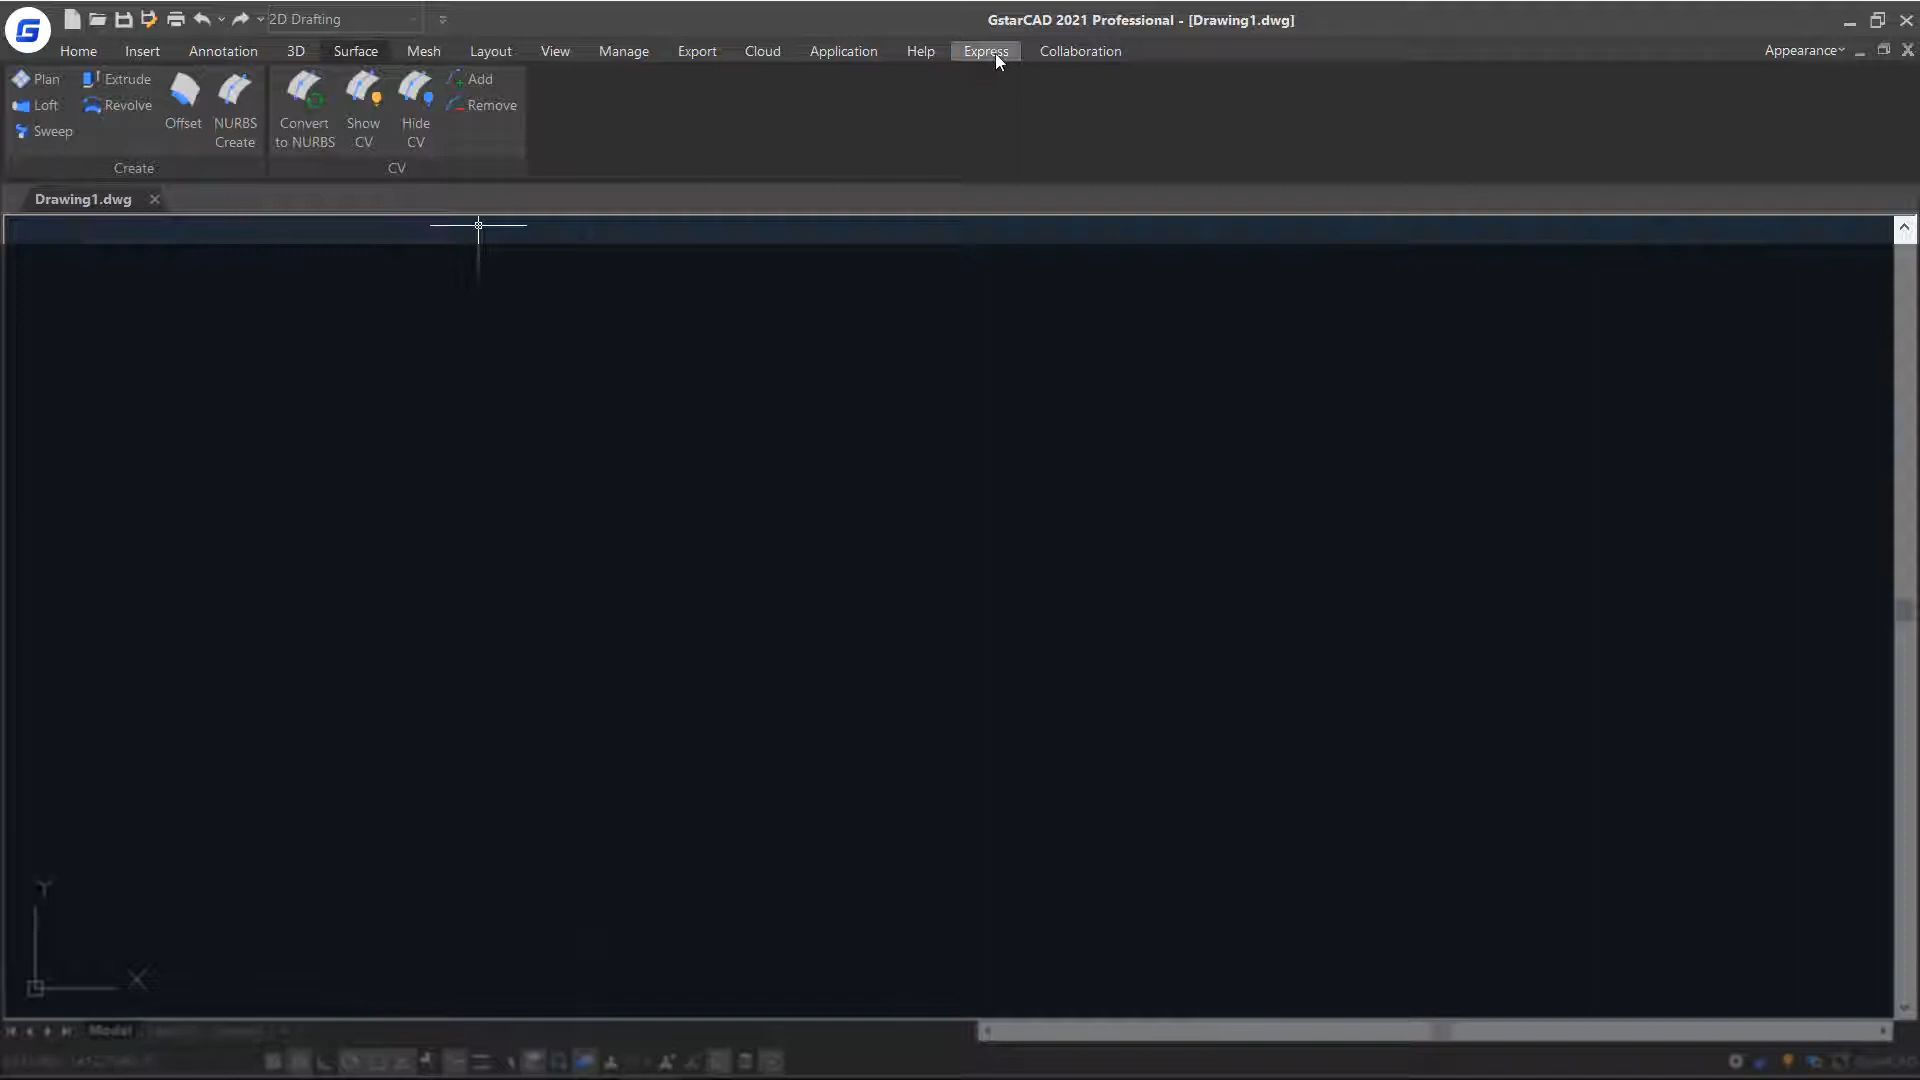 2D Drafting
GstarCAD 2021 Professional - [Drawing1.dwg]
Home Insert Annotation 3D Surface Mesh Layout View Manage Export Cloud Application Help Express Collaboration Appearance
Plan Extrude
Loft Revolve
Sweep
Offset
NURBS
Create
Convert
to NURBS
Show
CV
Hide
CV
Add
Remove
Create CV
Drawing1.dwg
Y
X
Model